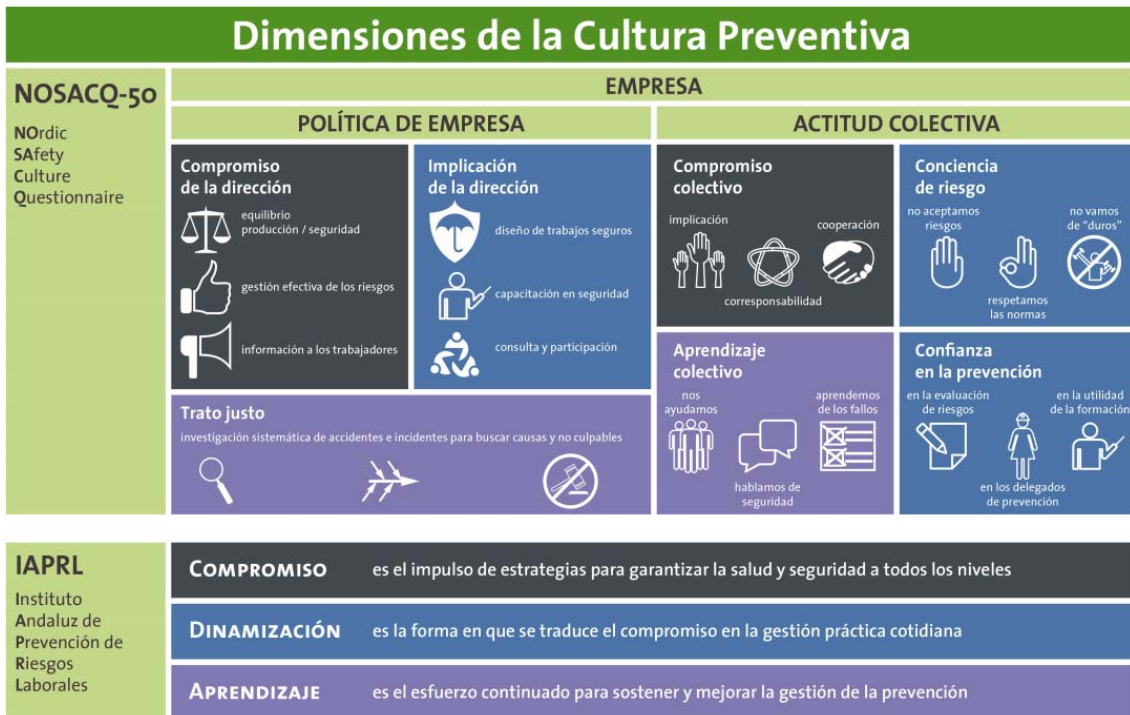 Dimensiones de la Cultura Preventiva
NOSACQ-50
NOrdic
SAfety
Culture
Questionnaire
EMPRESA
POLÍTICA DE EMPRESA
Compromiso
de la dirección
equilibrio
producción / seguridad
gestión efectiva de los riesgos
información a los trabajadores
Implicación
de la dirección
diseño de trabajos seguros
capacitación en seguridad
consulta y participación
Trato justo
investigación sistemática de accidentes e incidentes para buscar causas y no culpables
ACTITUD COLECTIVA
Compromiso
colectivo
implicación
cooperación
corresponsabilidad
Conciencia
de riesgo
no aceptamos
riesgos
no vamos
de “duros”
respetamos
las normas
Aprendizaje
colectivo
nos
ayudamos
aprendemos
de los fallos
hablamos de
seguridad
Confianza
en la prevención
en la evaluación
de riesgos
en la utilidad
de la formación
en los delegados
de prevención
IAPRL
Instituto
Andaluz de
Prevención de
Riesgos
Laborales
COMPROMISO es el impulso de estrategias para garantizar la salud y seguridad a todos los niveles
DINAMIZACIÓN es la forma en que se traduce el compromiso en la gestión práctica cotidiana
APRENDIZAJE es el esfuerzo continuado para sostener y mejorar la gestión de la prevención